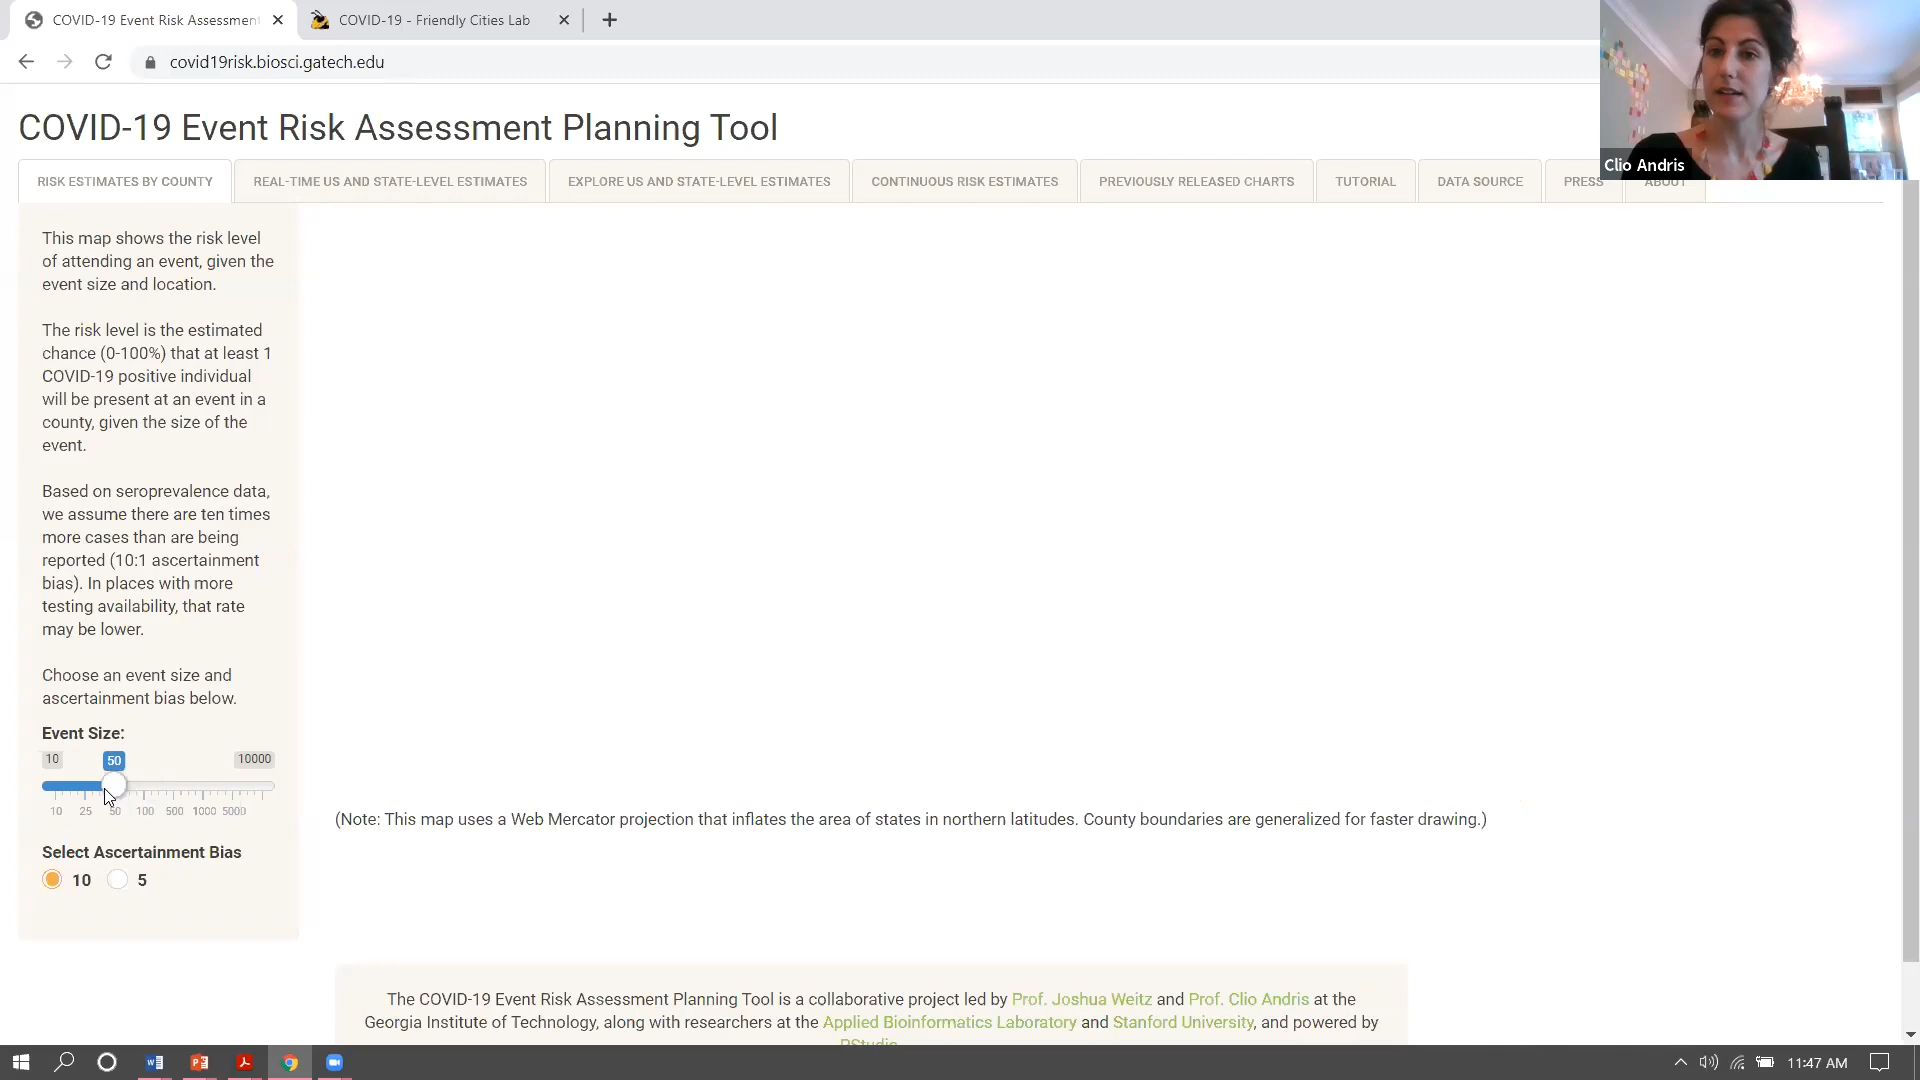 COVID-19 Event Risk Assessment
COVID-19 - Friendly Cities Lab
covid19risk.biosci.gatech.edu
Clio Andris
COVID-19 Event Risk Assessment Planning Tool
RISK ESTIMATES BY COUNTY
REAL-TIME US AND STATE-LEVEL ESTIMATES
EXPLORE US AND STATE-LEVEL ESTIMATES
CONTINUOUS RISK ESTIMATES
PREVIOUSLY RELEASED CHARTS
TUTORIAL
DATA SOURCE
PRESS
ABOUT
This map shows the risk level
of attending an event, given the
event size and location.
The risk level is the estimated
chance (0-100%) that at least 1
COVID-19 positive individual
will be present at an event in a
county, given the size of the
event.
Based on seroprevalence data,
we assume there are ten times
more cases than are being
reported (10:1 ascertainment
bias). In places with more
testing availability, that rate
may be lower.
Choose an event size and
ascertainment bias below.
Event Size:
10 50 10000
10 25 50 100 500 1000 5000
Select Ascertainment Bias
10 5
(Note: This map uses a Web Mercator projection that inflates the area of states in northern latitudes. County boundaries are generalized for faster drawing.)
The COVID-19 Event Risk Assessment Planning Tool is a collaborative project led by Prof. Joshua Weitz and Prof. Clio Andris at the
Georgia Institute of Technology, along with researchers at the Applied Bioinformatics Laboratory and Stanford University, and powered by
RStudio.
11:47 AM